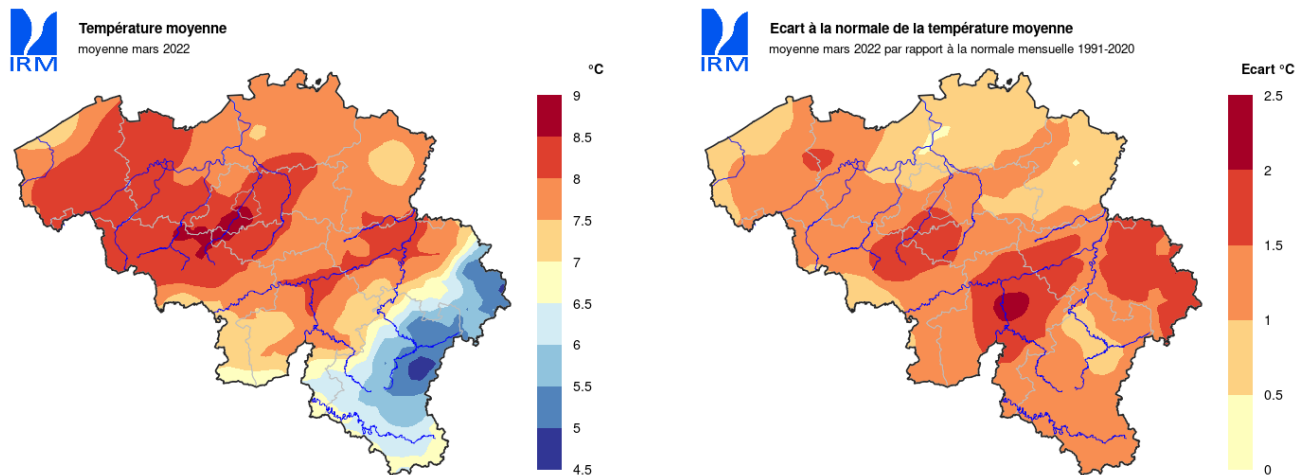 IRM
Température moyenne
moyenne mars 2022
°C
9
8.5
8
7.5
7
6.5
6
5.5
5
4.5
IRM
Ecart à la normale de la température moyenne
moyenne mars 2022 par rapport à la normale mensuelle 1991-2020
Ecart °C
2.5
2
1.5
1
0.5
0